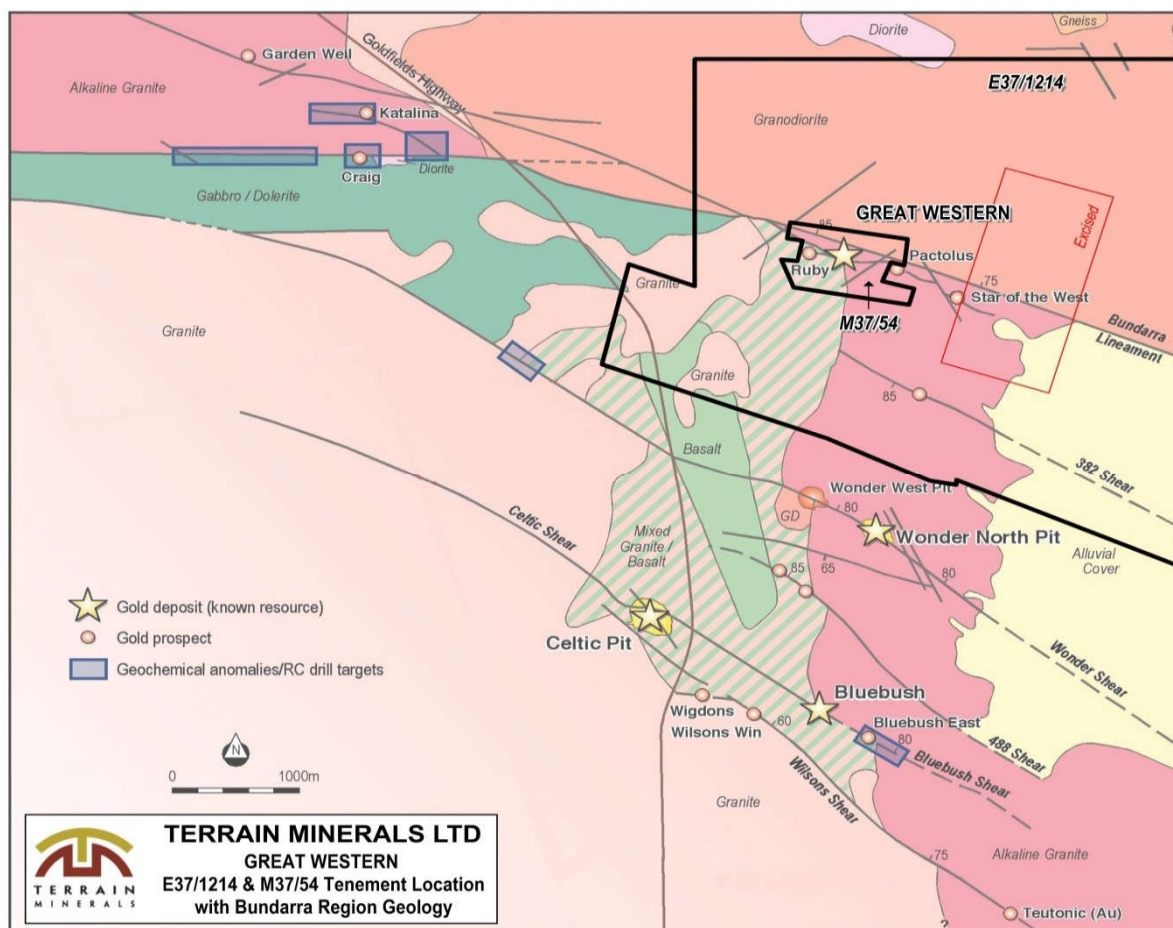 Gneiss
Diorite
Garden Well
Goldfields Highway
E37/1214
Alkaline Granite
Katalina
Granodiorite
Craig
Diorite
Gabbro / Dolerite
Excised
GREAT WESTERN
85
Pactolus
Ruby
75
Star of the West
Granite
M37/54
Bundarra
Lineament
Granite
Granite
85
Basalt
382 Shear
Wonder West Pit
80
GD
Celtic Shear
Wonder North Pit
Mixed
Granite /
Basalt
Alluvial
Cover
85
65
80
Gold deposit (known resource)
Gold prospect
Geochemical anomalies/RC drill targets
Celtic Pit
Wonder Shear
Bluebush
Wigdons
Wilsons Win
60
Bluebush East
80
488 Shear
Bluebush Shear
N
0 1000m
Wilsons Shear
Granite
75
Alkaline Granite
Teutonic (Au)
?
TERRAIN
MINERALS
TERRAIN MINERALS LTD
GREAT WESTERN
E37/1214 & M37/54 Tenement Location
with Bundarra Region Geology